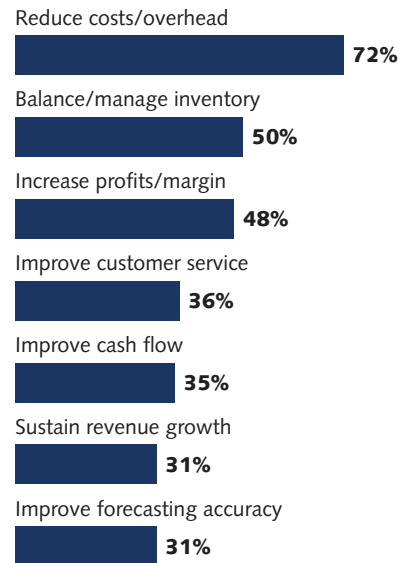 Reduce costs/overhead
72%
Balance/manage inventory
50%
Increase profits/margin
48%
Improve customer service
36%
Improve cash flow
35%
Sustain revenue growth
31%
Improve forecasting accuracy
31%